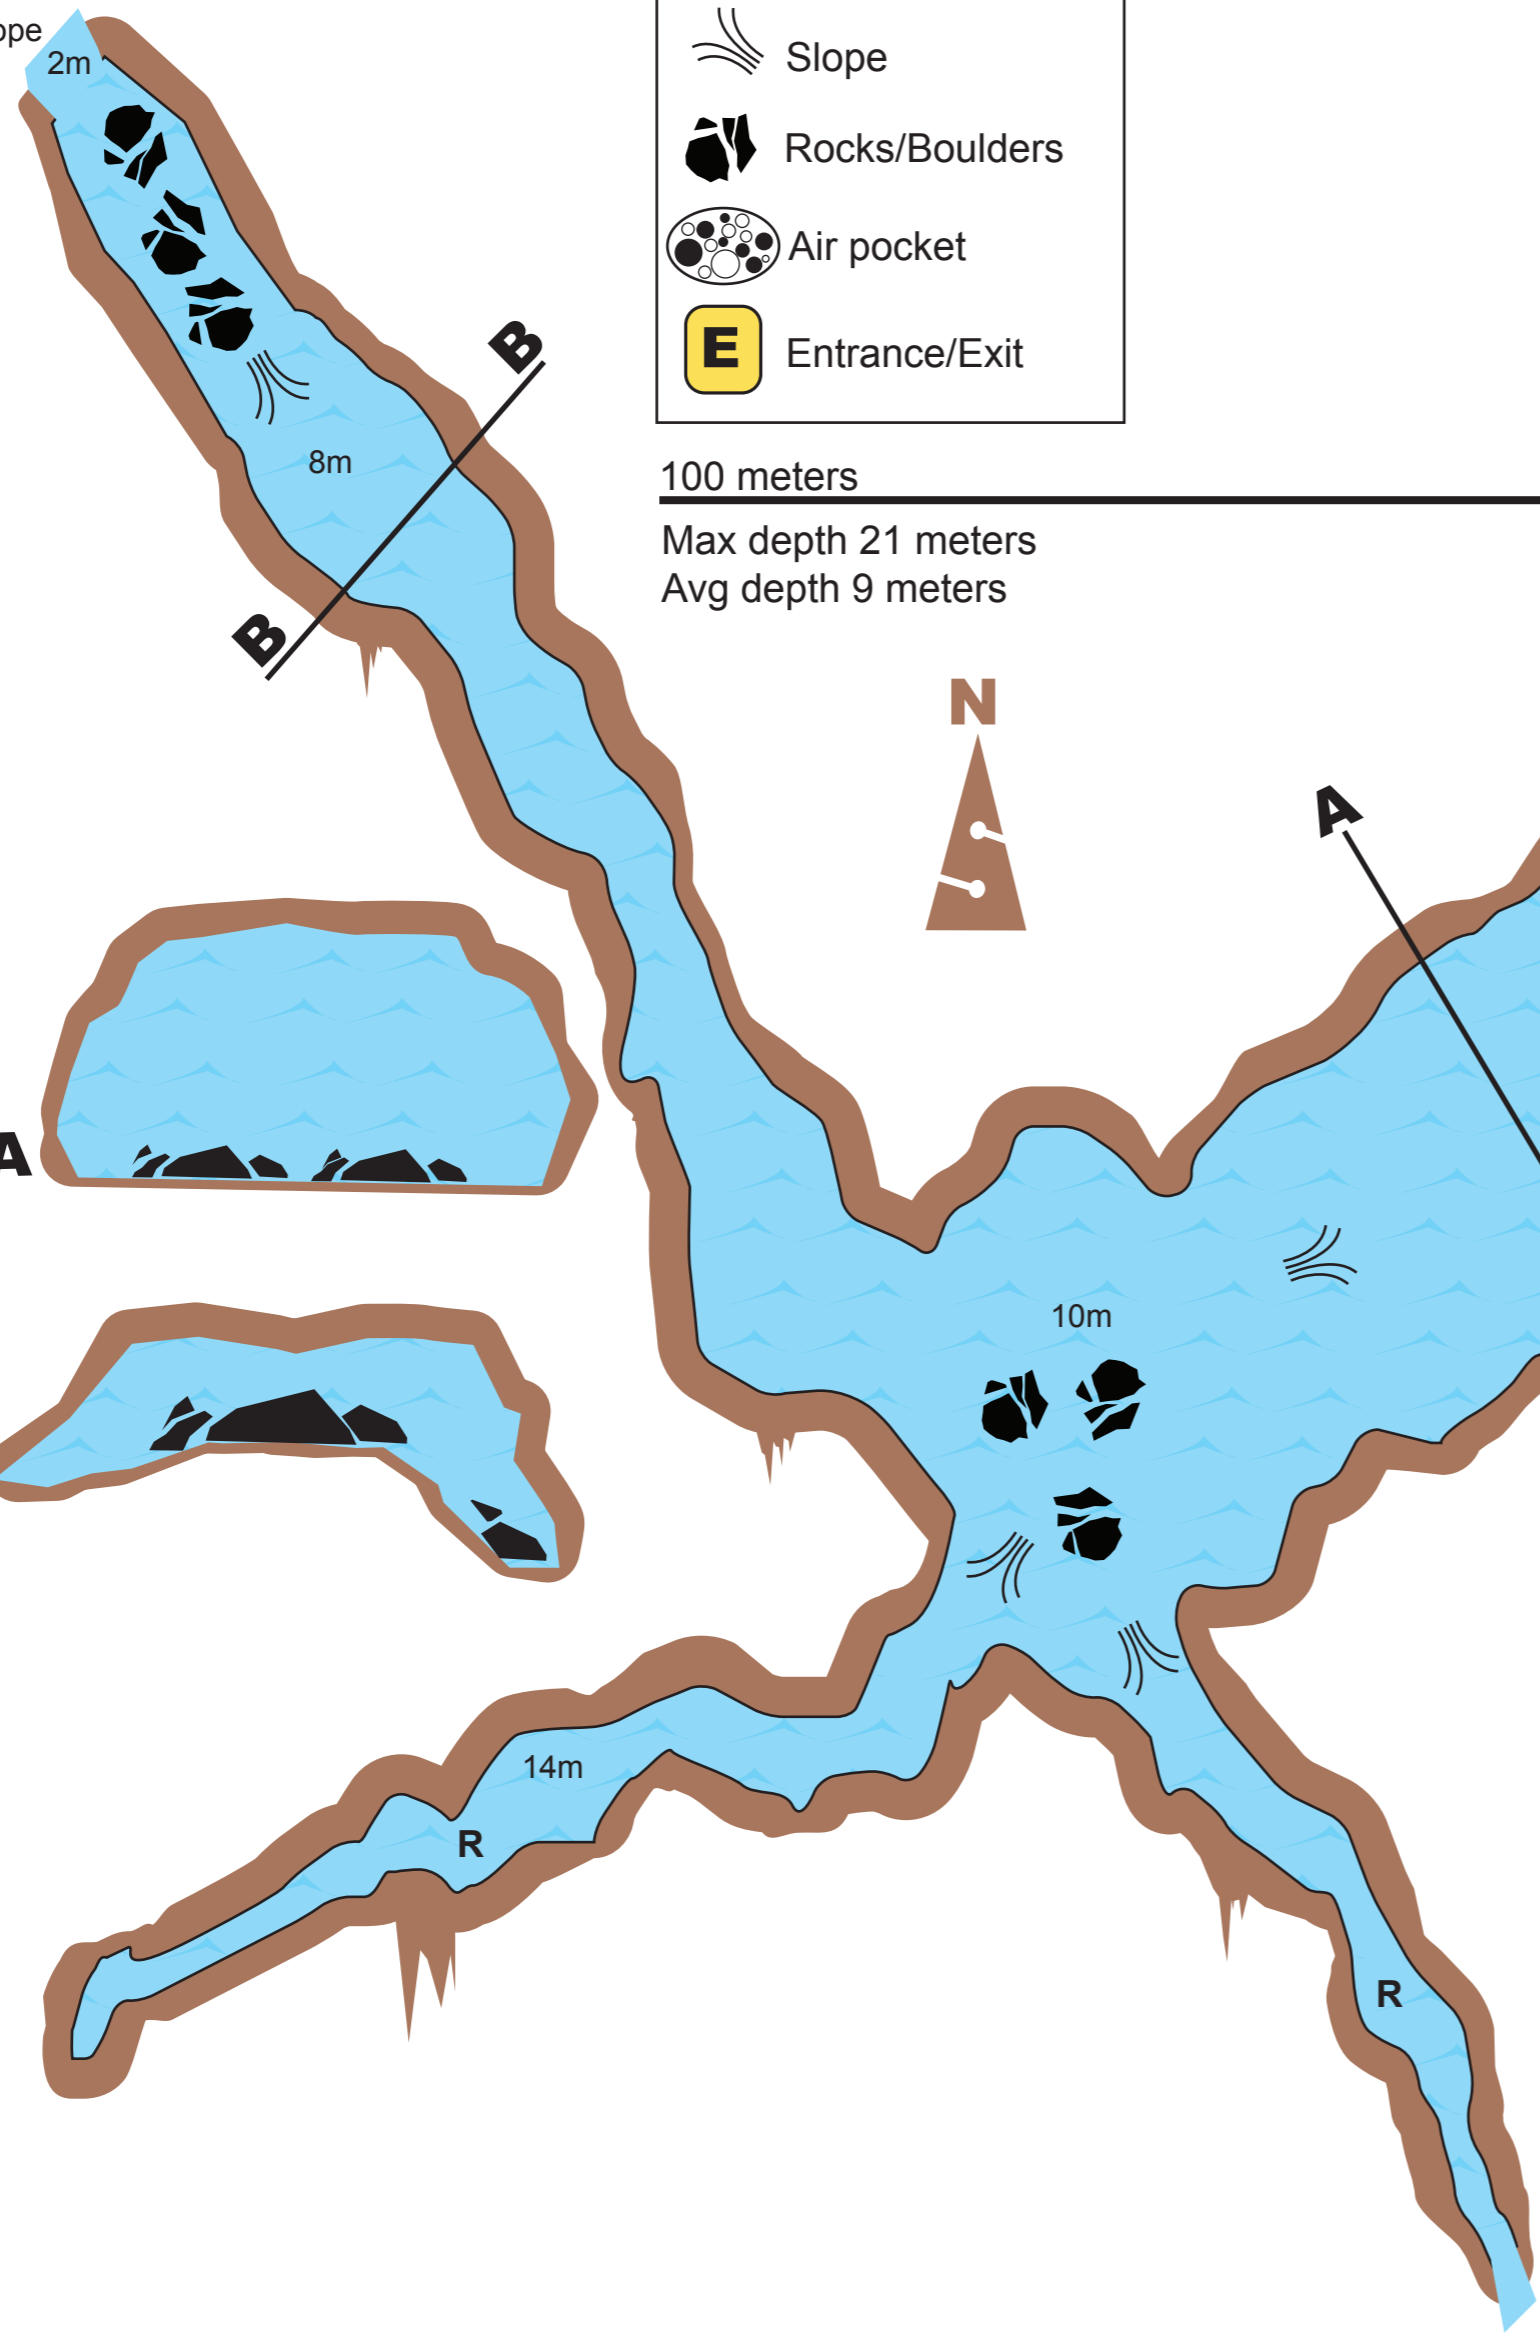 2m
Slope
Rocks/Boulders
Air pocket
E Entrance/Exit
B
8m
B
100 meters
Max depth 21 meters
Avg depth 9 meters
N
A
A
10m
14m
R
R